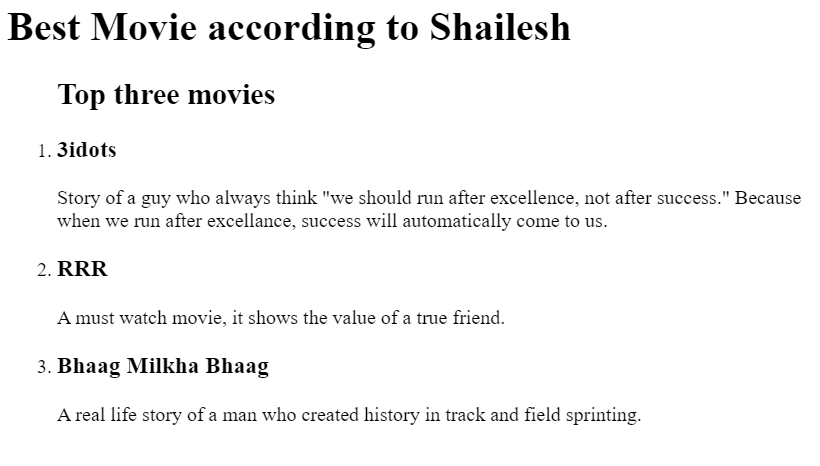 Best Movie according to Shailesh
Top three movies
1. 3idots
Story of a guy who always think "we should run after excellence, not after success." Because
when we run after excellance, success will automatically come to us.
2. RRR
A must watch movie, it shows the value of a true friend.
3. Bhaag Milkha Bhaag
A real life story of a man who created history in track and field sprinting.